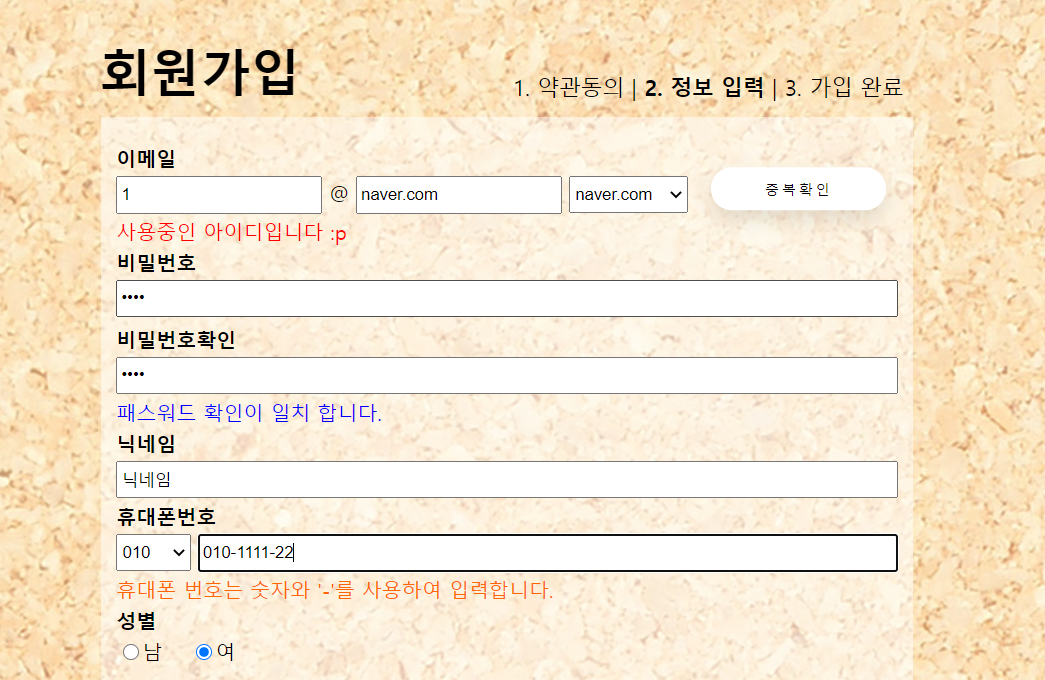 회원가입
1. 약관동의 | 2. 정보 입력 | 3. 가입 완료
이메일
1 @ naver.com naver.com 중복확인
사용중인 아이디입니다 :p
비밀번호
••••
비밀번호확인
••••
패스워드 확인이 일치 합니다.
닉네임
닉네임
휴대폰번호
010 010-1111-22
휴대폰 번호는 숫자와 '-'를 사용하여 입력합니다.
성별
남 여